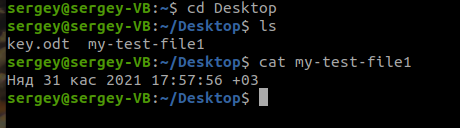 sergey@sergey-VB:~$ cd Desktop
sergey@sergey-VB:~/Desktop$ ls
key.odt  my-test-file1
sergey@sergey-VB:~/Desktop$ cat my-test-file1
Няд 31 кас 2021 17:57:56 +03
sergey@sergey-VB:~/Desktop$